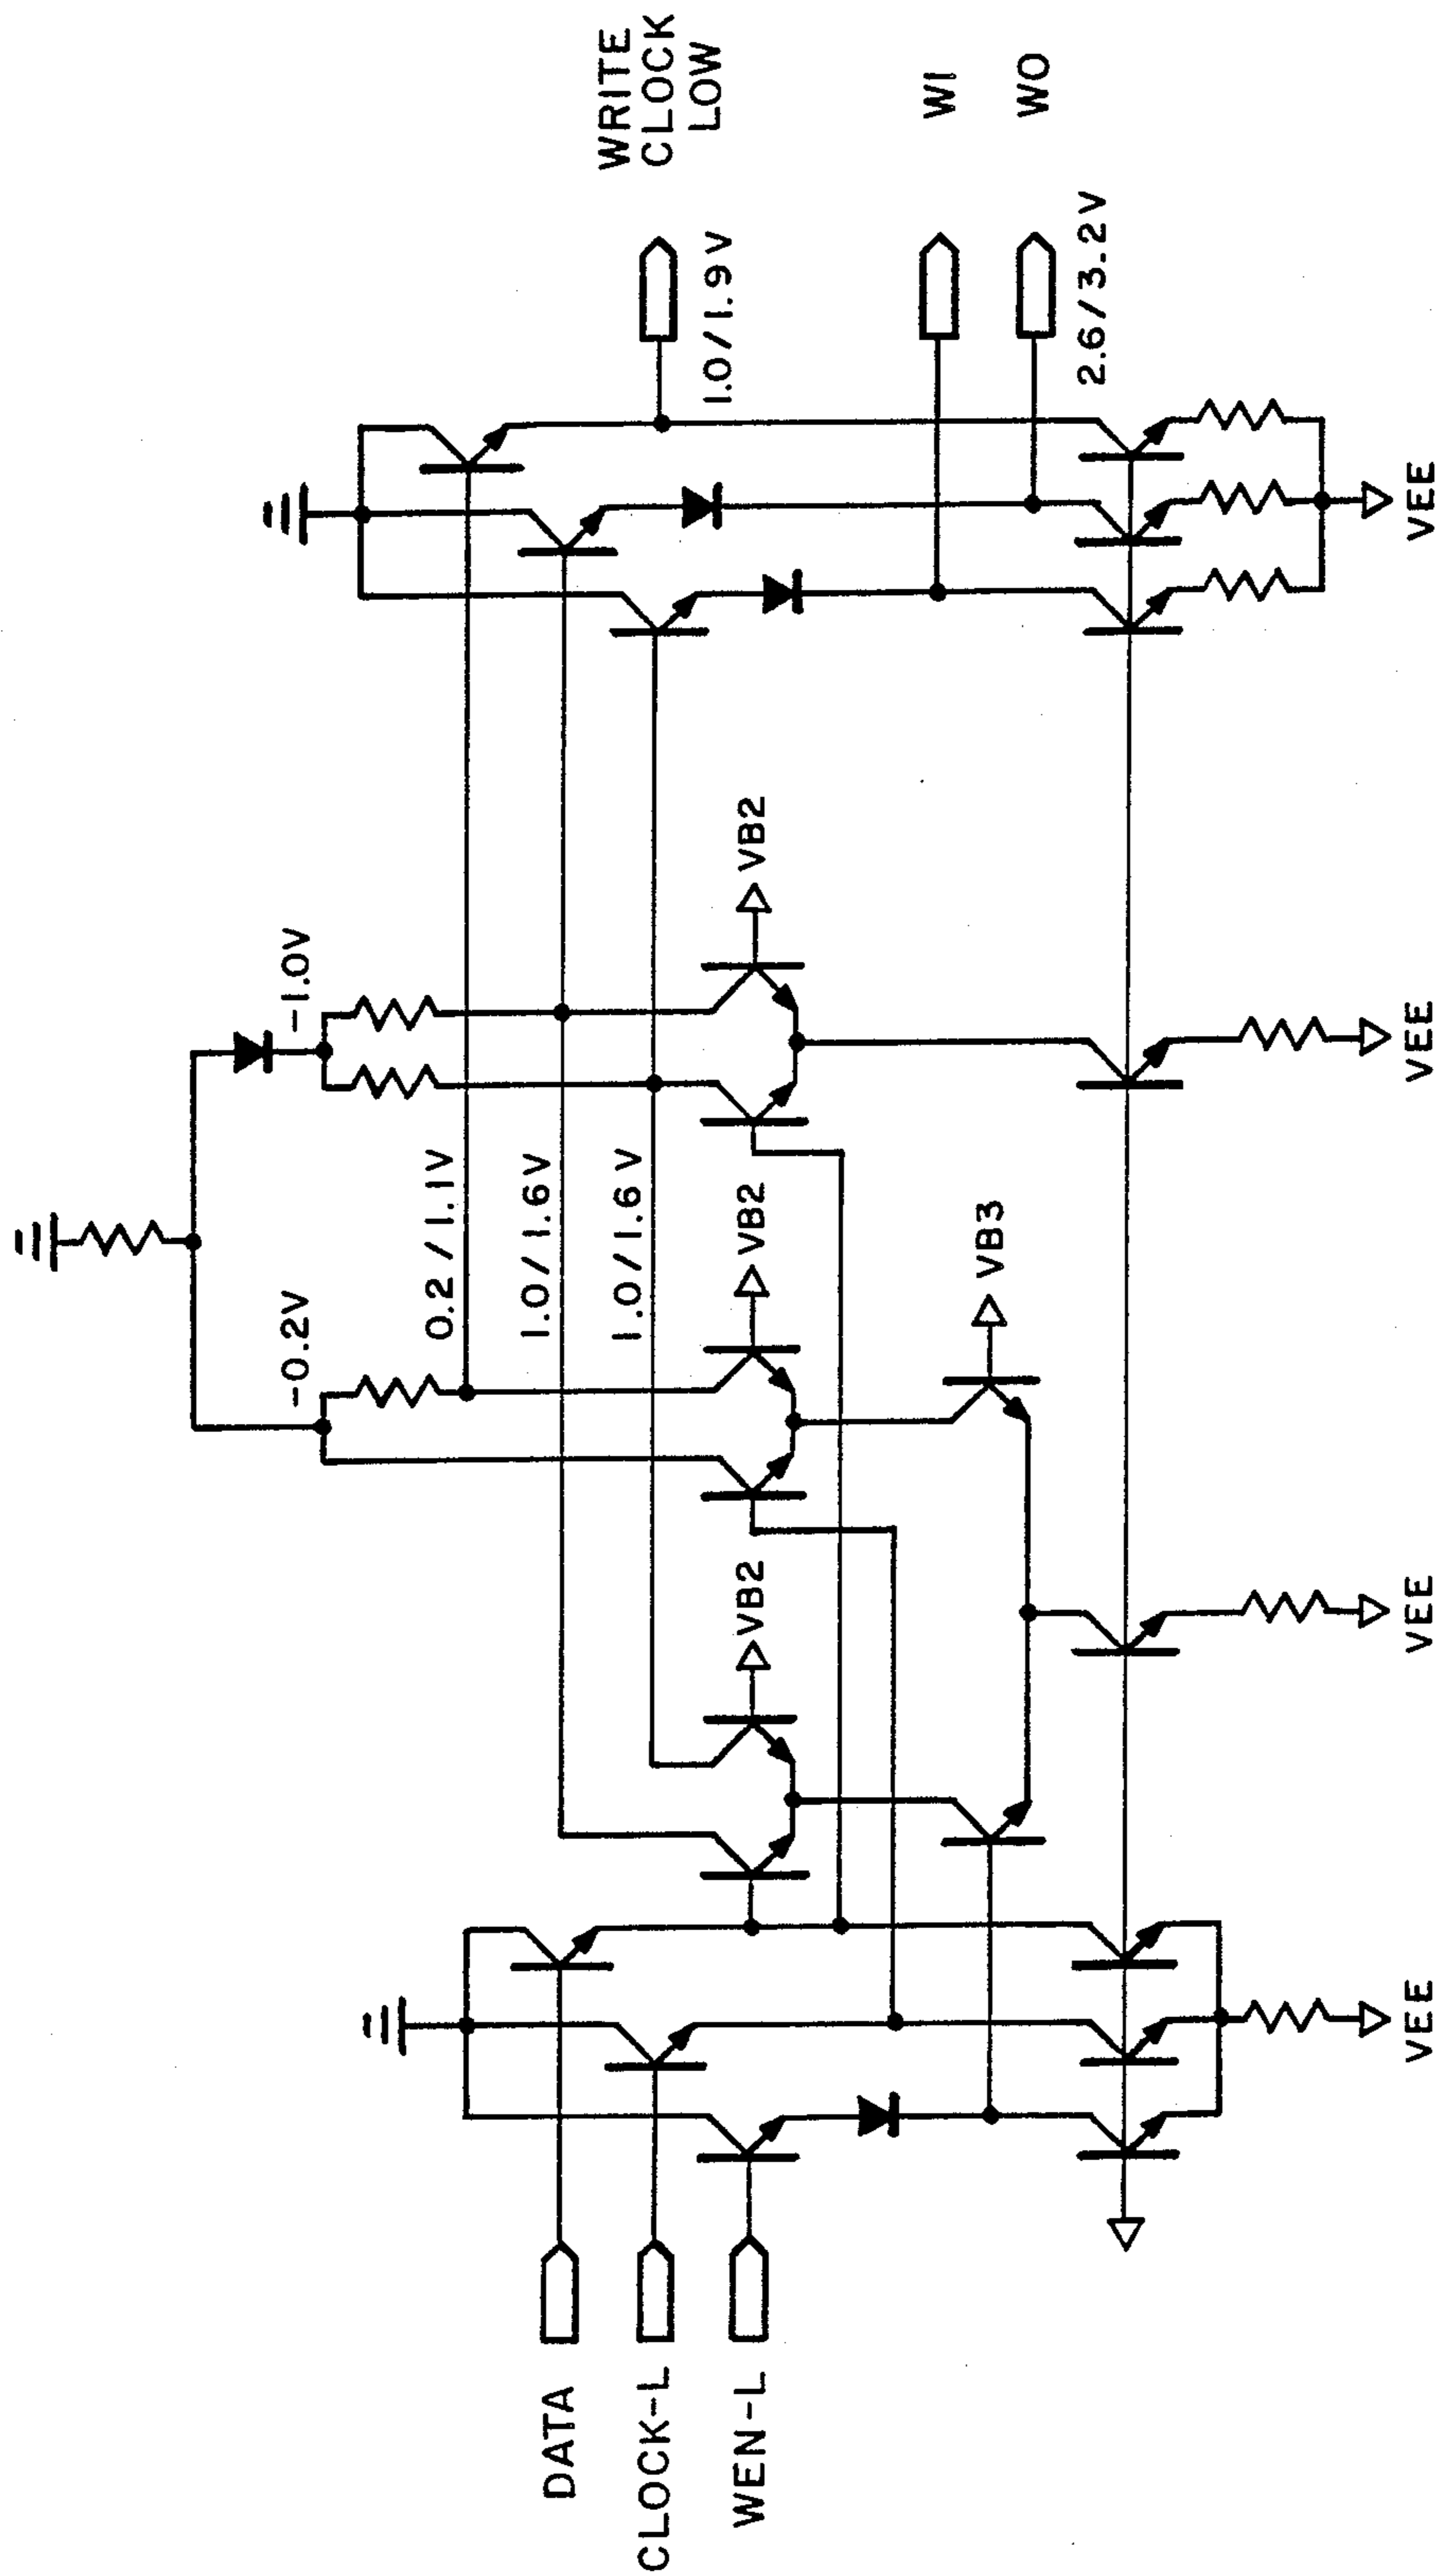 -0.2V
-1.0V
0.2/1.1V
1.0/1.6V
1.0/1.6V
DATA
CLOCK-L
WEN-L
VB2
VB2
VB2
VB3
WRITE
CLOCK
LOW
1.0/1.9V
WI
WO
2.6/3.2V
VEE
VEE
VEE
VEE